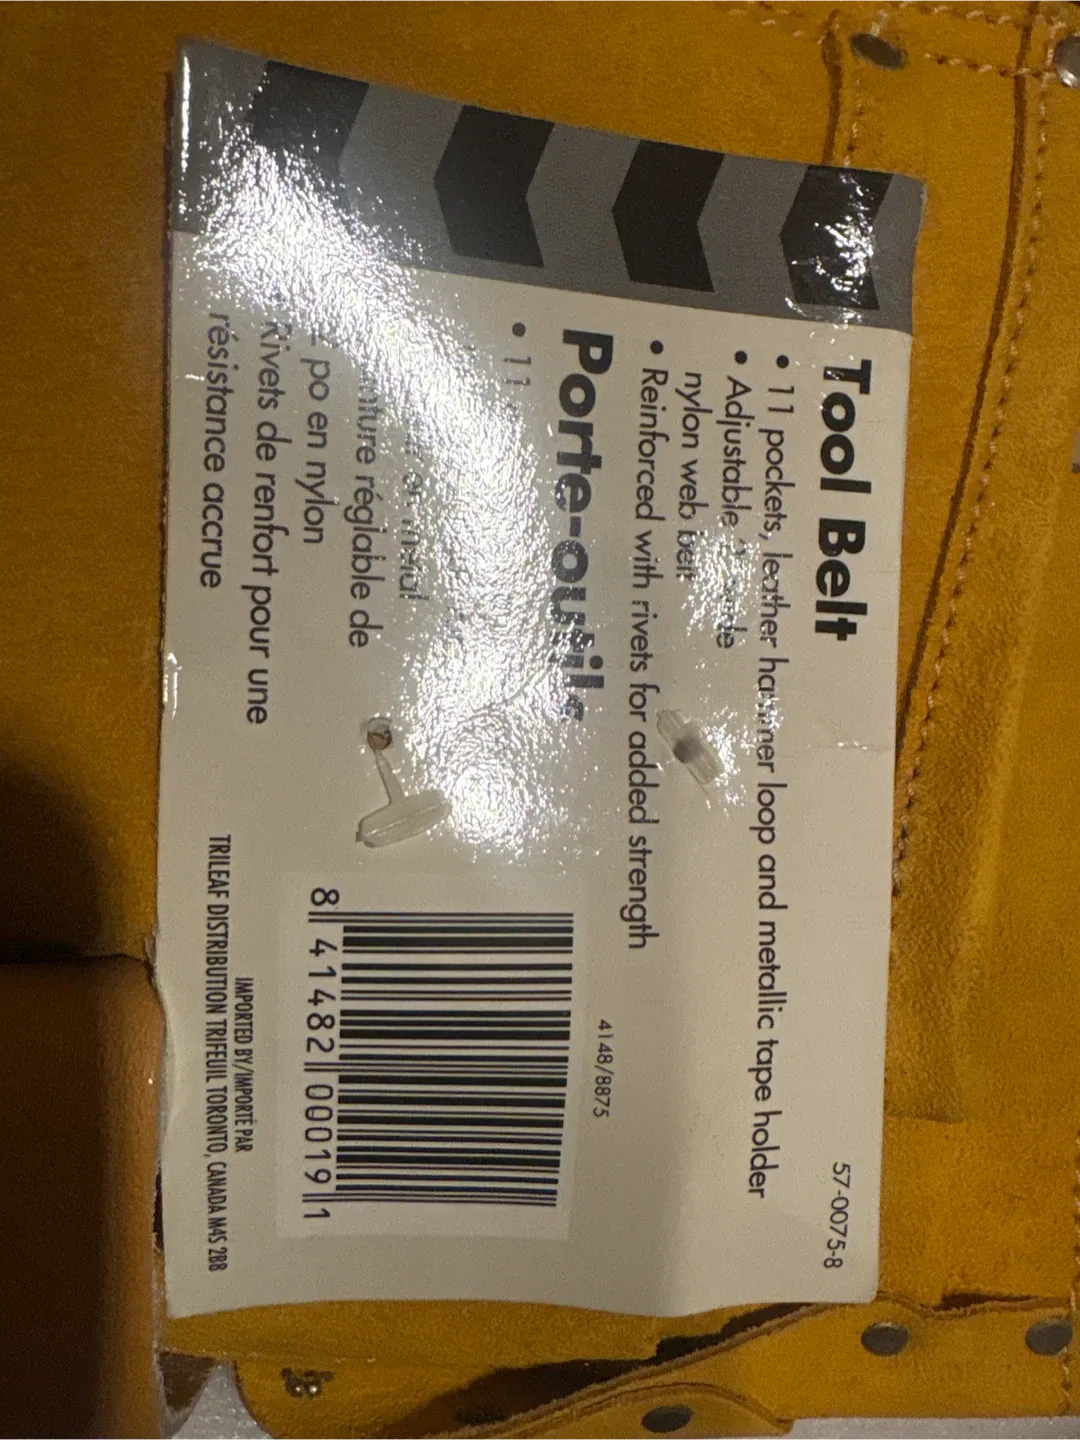 Tool Belt
57-0075-8
• 11 pockets, leather hammer loop and metallic tape holder
• Adjustable
nylon web belt
• Reinforced with rivets for added strength
4148/8875
Porte-outils
• 11
réglable de
po en nylon
Rivets de renfort pour une
résistance accrue
8 41482 00019 1
IMPORTED BY/IMPORTÉ PAR
TRILEAF DISTRIBUTION TRIFEUIL TORONTO, CANADA M4S 2B8